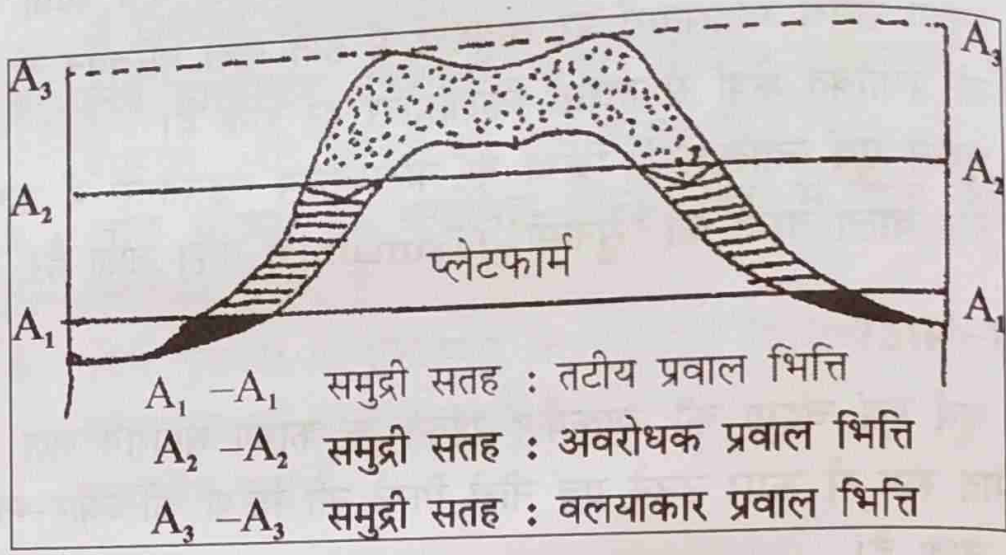 A₃ A₃
A₂ A₂
प्लेटफार्म
A₁ A₁
A₁ –A₁ समुद्री सतह : तटीय प्रवाल भित्ति
A₂ –A₂ समुद्री सतह : अवरोधक प्रवाल भित्ति
A₃ –A₃ समुद्री सतह : वलयाकार प्रवाल भित्ति